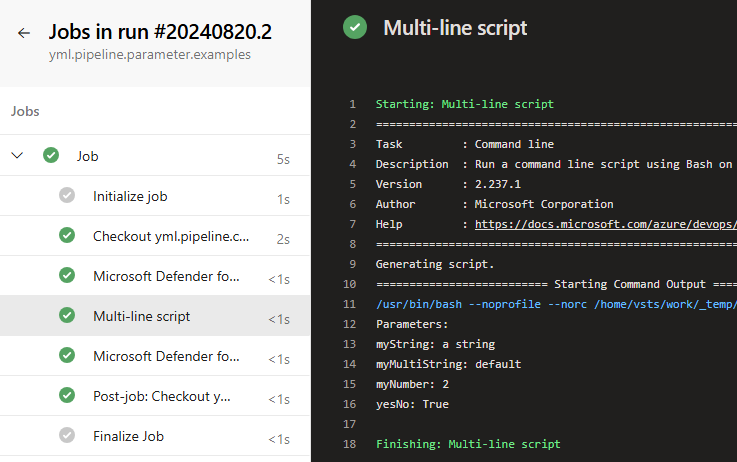 Jobs in run #20240820.2
yml.pipeline.parameter.examples
Jobs
Job 5s
Initialize job 1s
Checkout yml.pipeline.c... 2s
Microsoft Defender fo... <1s
Multi-line script <1s
Microsoft Defender fo... <1s
Post-job: Checkout y... <1s
Finalize Job <1s
Multi-line script
1 Starting: Multi-line script
2 ==============================================================================
3 Task : Command line
4 Description : Run a command line script using Bash on
5 Version : 2.237.1
6 Author : Microsoft Corporation
7 Help : https://docs.microsoft.com/azure/devops/
8 ==============================================================================
9 Generating script.
10 ========================== Starting Command Output ====
11 /usr/bin/bash --noprofile --norc /home/vsts/work/_temp/
12 Parameters:
13 myString: a string
14 myMultiString: default
15 myNumber: 2
16 yesNo: True
17
18 Finishing: Multi-line script